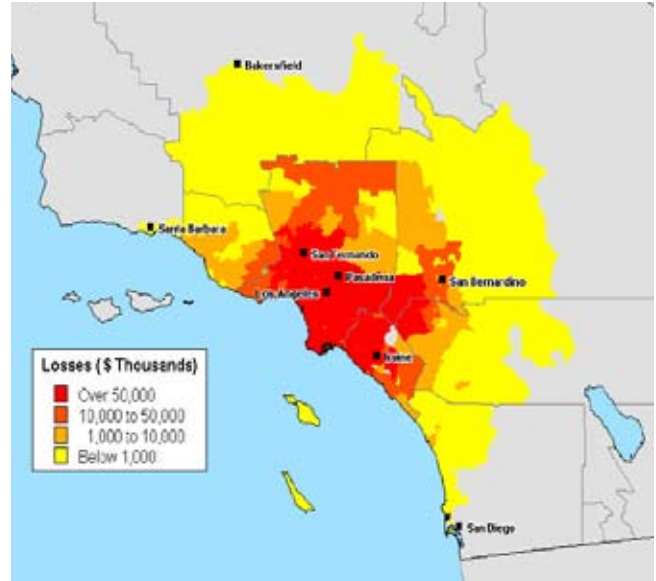 Bakersfield
Santa Barbara
San Fernando
Pasadena
Los Angeles
San Bernardino
Irvine
Losses ($ Thousands)
Over 50,000
10,000 to 50,000
1,000 to 10,000
Below 1,000
San Diego